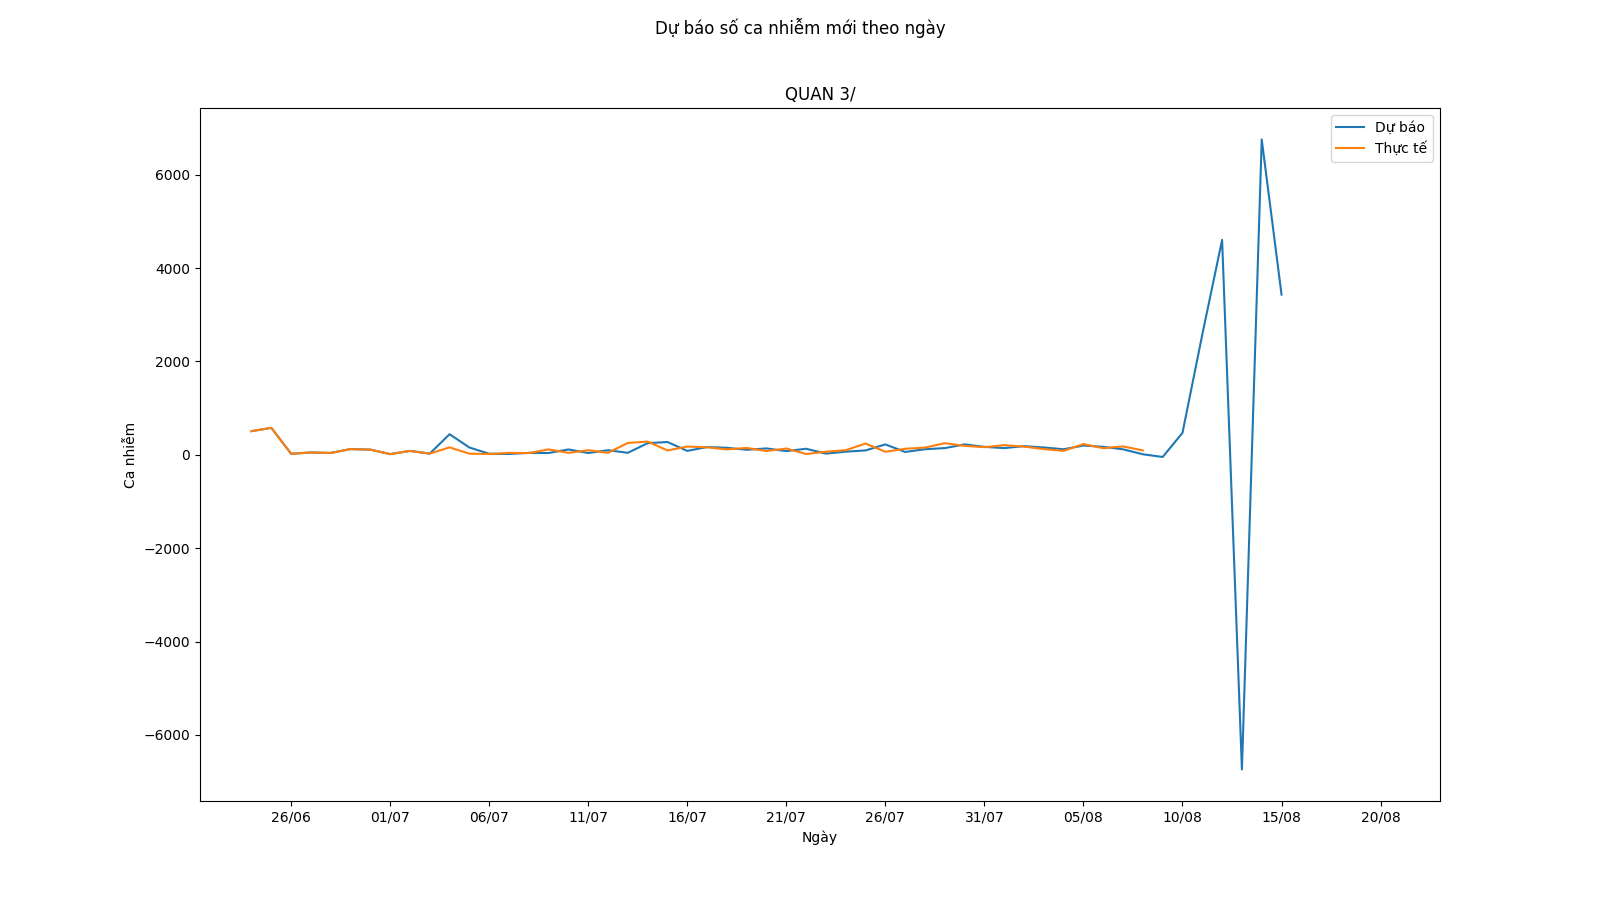 Dự báo số ca nhiễm mới theo ngày
QUAN 3/
Dự báo
Thực tế
6000
4000
2000
0
−2000
−4000
−6000
Ca nhiễm
26/06 01/07 06/07 11/07 16/07 21/07 26/07 31/07 05/08 10/08 15/08 20/08
Ngày